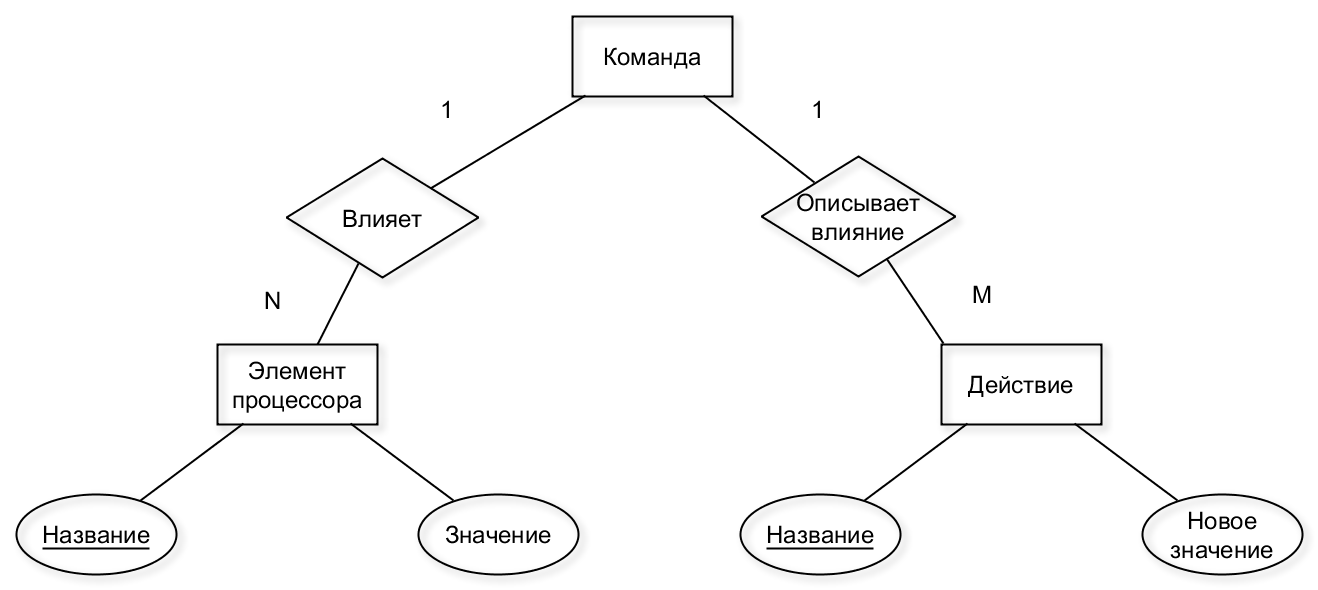 Команда
1
1
Влияет
Описывает
влияние
N
M
Элемент
процессора
Действие
Название
Значение
Название
Новое
значение